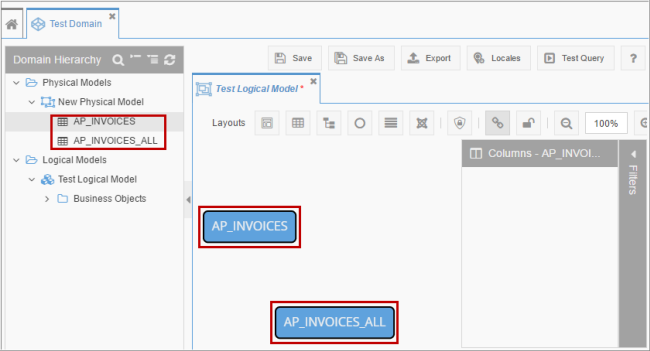 Test Domain
Domain Hierarchy
Save
Save As
Export
Locales
Test Query
?
Physical Models
New Physical Model
AP_INVOICES
AP_INVOICES_ALL
Logical Models
Test Logical Model
Business Objects
Test Logical Model *
Layouts
100%
Columns - AP_INVOI...
Filters
AP_INVOICES
AP_INVOICES_ALL